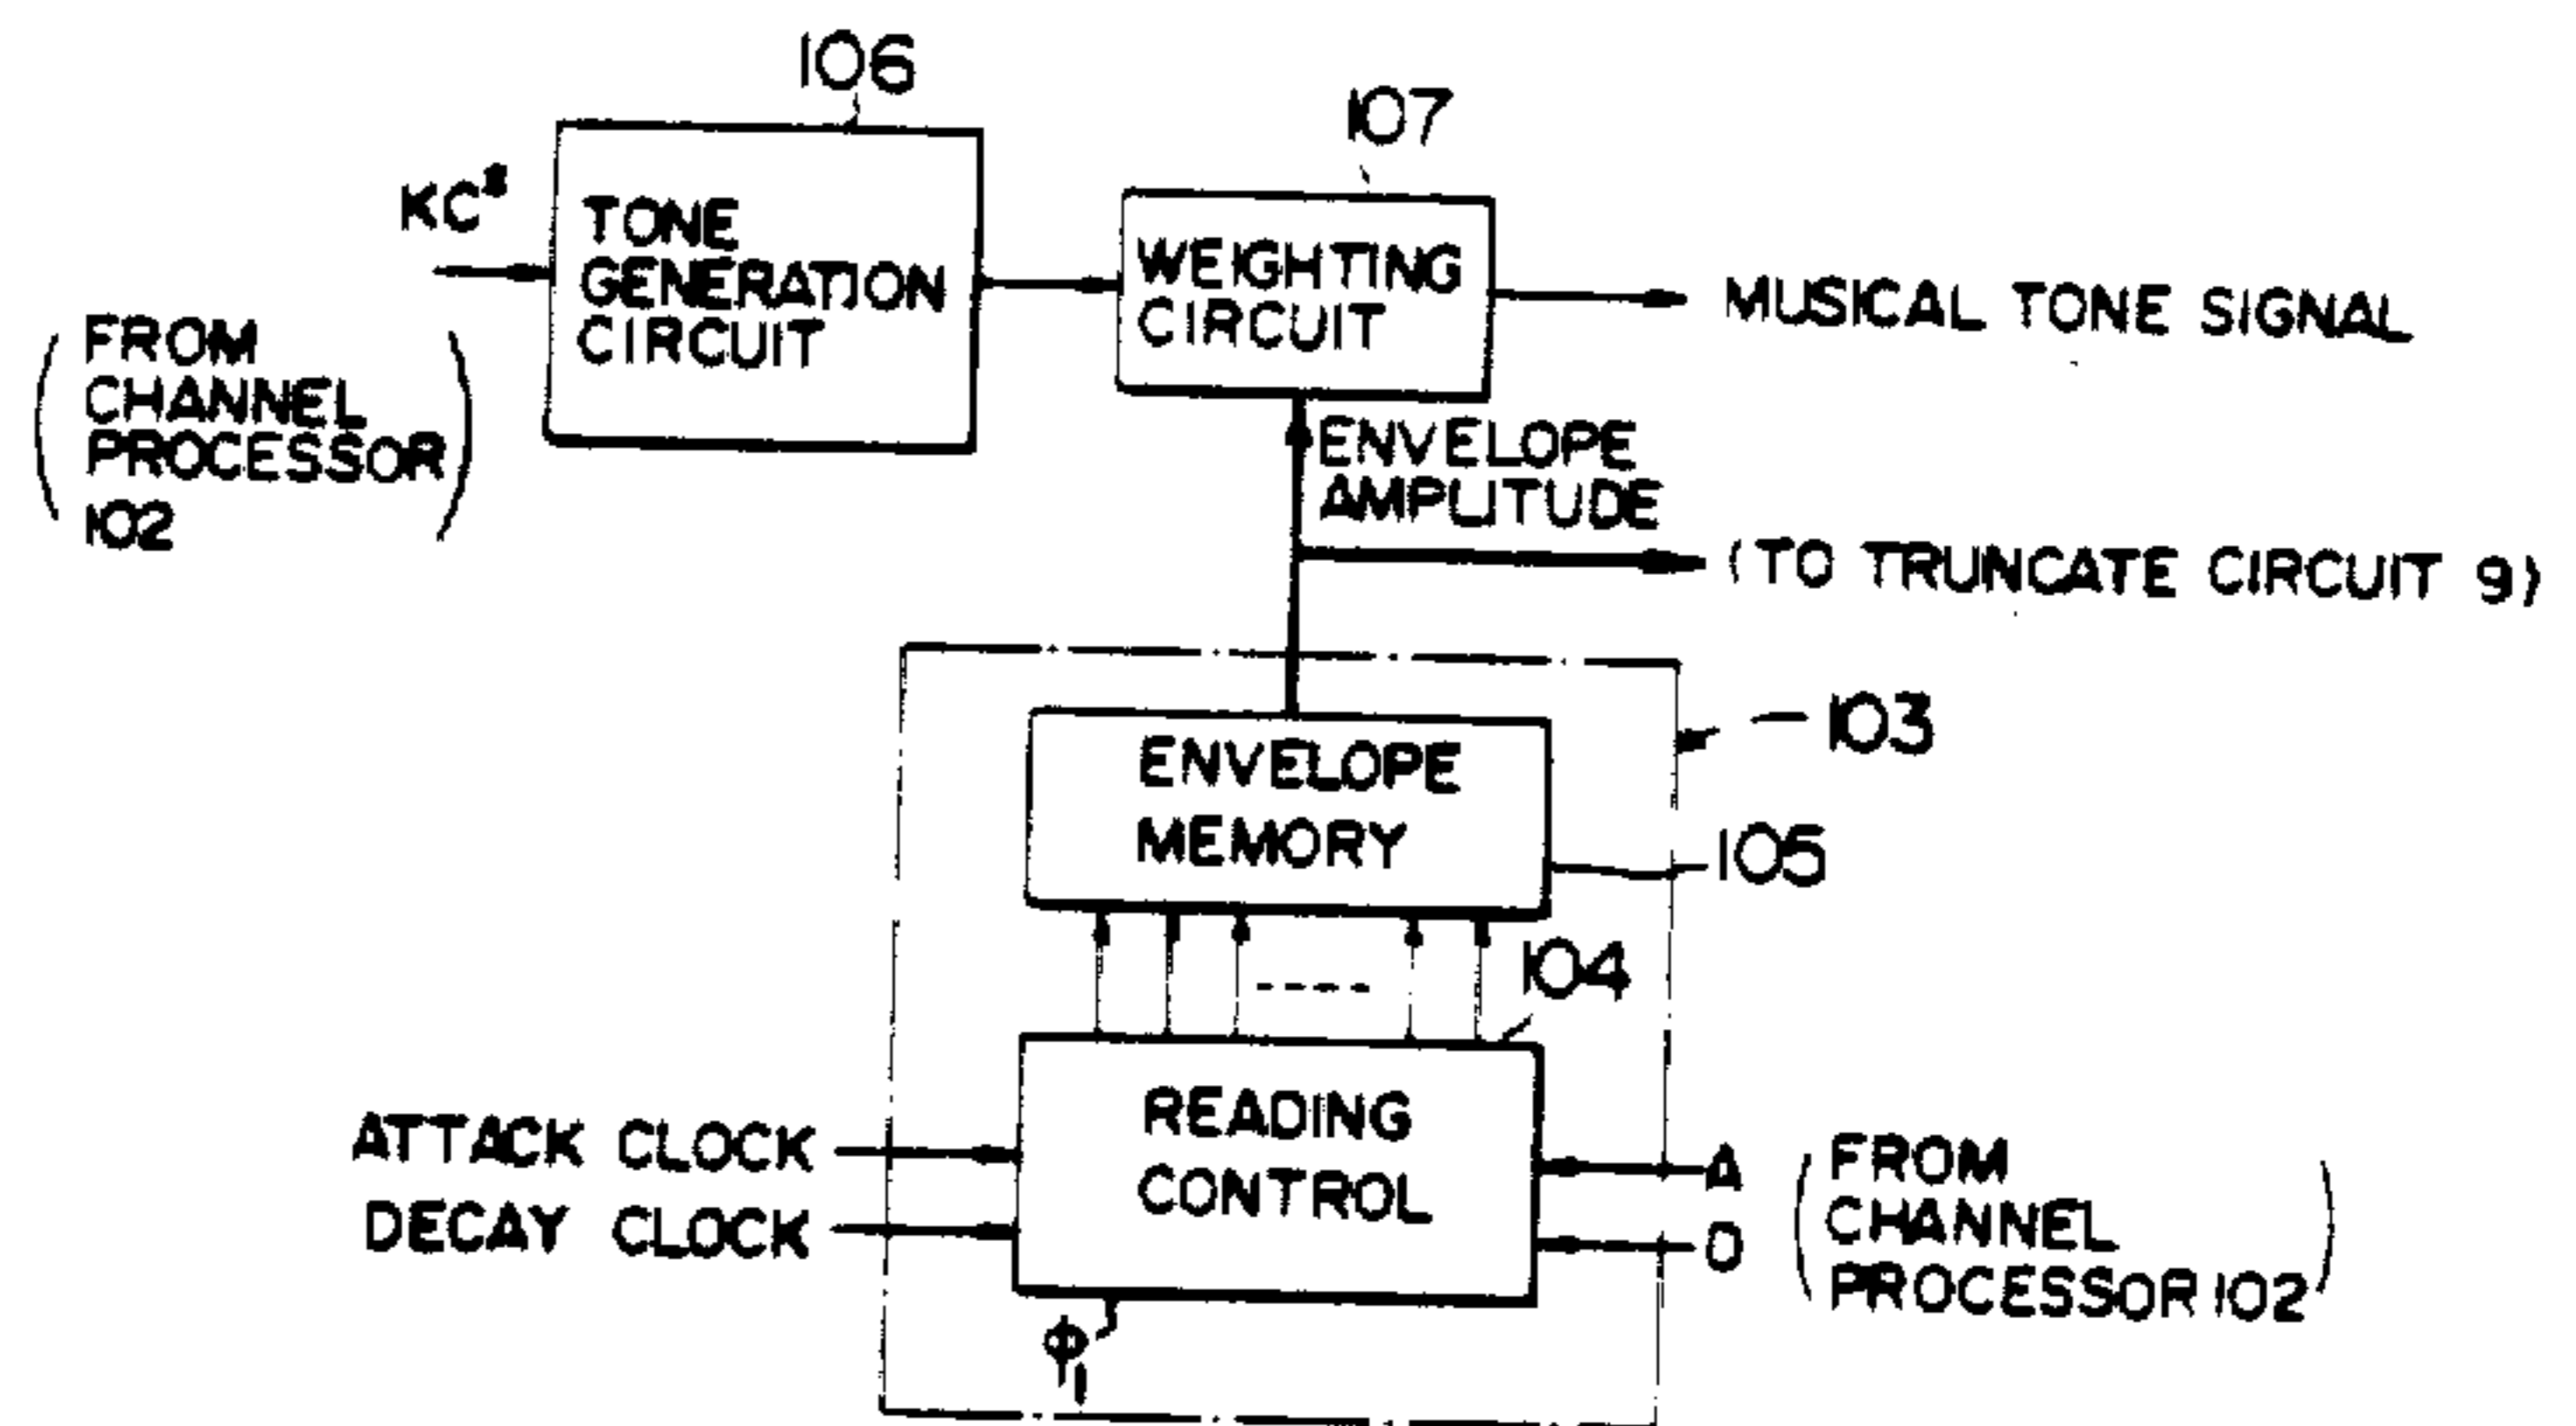 106
107
KC*
TONE
GENERATION
CIRCUIT
WEIGHTING
CIRCUIT
MUSICAL TONE SIGNAL
(FROM
CHANNEL
PROCESSOR
102)
ENVELOPE
AMPLITUDE
(TO TRUNCATE CIRCUIT 9)
103
ENVELOPE
MEMORY
105
104
ATTACK CLOCK
DECAY CLOCK
READING
CONTROL
A
D
(FROM
CHANNEL
PROCESSOR 102)
φ1